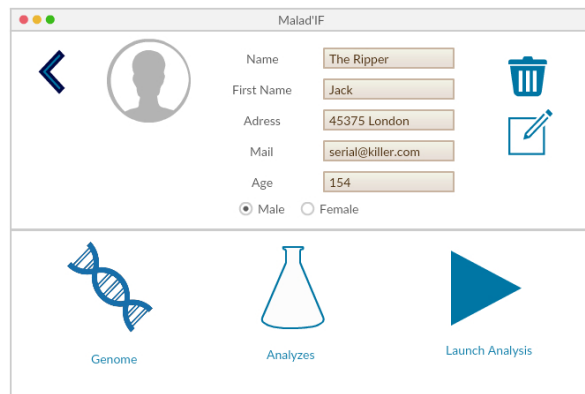 Malad'IF
Name The Ripper
First Name Jack
Adress 45375 London
Mail serial@killer.com
Age 154
Male Female
Genome Analyzes Launch Analysis